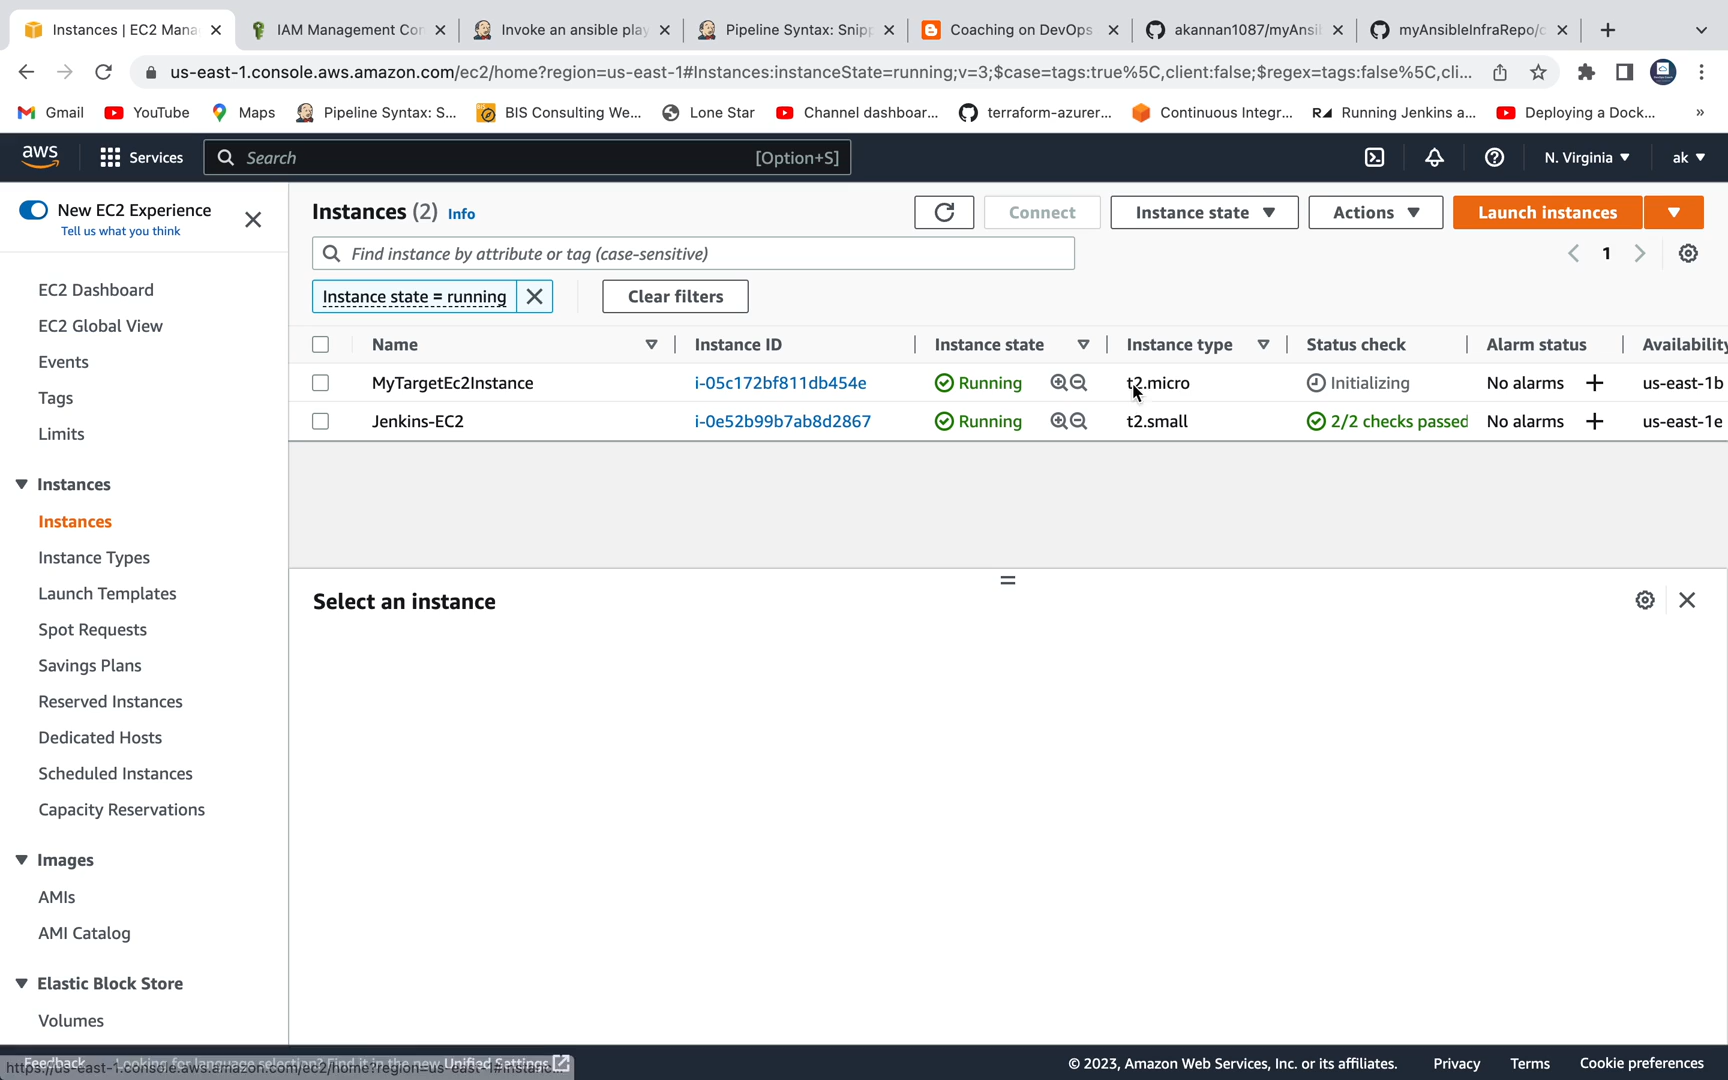 Instances | EC2 Mana
IAM Management Con
Invoke an ansible play
Pipeline Syntax: Snipp
Coaching on DevOps
akannan1087/myAnsi
myAnsibleInfraRepo/c
us-east-1.console.aws.amazon.com/ec2/home?region=us-east-1#Instances:instanceState=running;v=3;$case=tags:true%5C,client:false;$regex=tags:false%5C,cli...
Gmail
YouTube
Maps
Pipeline Syntax: S...
BIS Consulting We...
Lone Star
Channel dashboar...
terraform-azurer...
Continuous Integr...
Running Jenkins a...
Deploying a Dock...
»
aws
Services
Search
[Option+S]
N. Virginia
ak
New EC2 Experience
Tell us what you think
EC2 Dashboard
EC2 Global View
Events
Tags
Limits
Instances
Instances
Instance Types
Launch Templates
Spot Requests
Savings Plans
Reserved Instances
Dedicated Hosts
Scheduled Instances
Capacity Reservations
Images
AMIs
AMI Catalog
Elastic Block Store
Volumes
Instances (2) Info
Connect
Instance state
Actions
Launch instances
Find instance by attribute or tag (case-sensitive)
1
Instance state = running
Clear filters
Name Instance ID Instance state Instance type Status check Alarm status Availability
MyTargetEc2Instance i-05c172bf811db454e Running t2.micro Initializing No alarms us-east-1b
Jenkins-EC2 i-0e52b99b7ab8d2867 Running t2.small 2/2 checks passed No alarms us-east-1e
Select an instance
Feedback Looking for language selection? Find it in the new Unified Settings
https://us-east-1.console.aws.amazon.com/ec2/home?region=us-east-1#Instanc...
© 2023, Amazon Web Services, Inc. or its affiliates.
Privacy
Terms
Cookie preferences